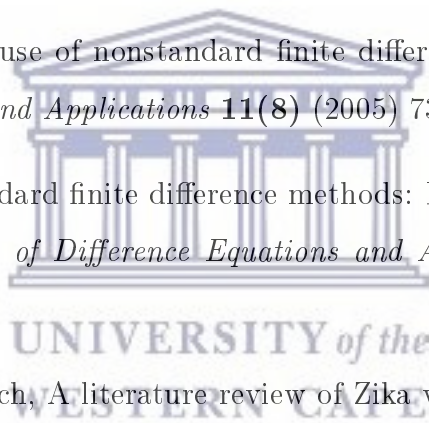 use of nonstandard finite differ
nd Applications 11(8) (2005) 73
dard finite difference methods:
of Difference Equations and A
UNIVERSITY of the
ch, A literature review of Zika v
WESTERN CAPE